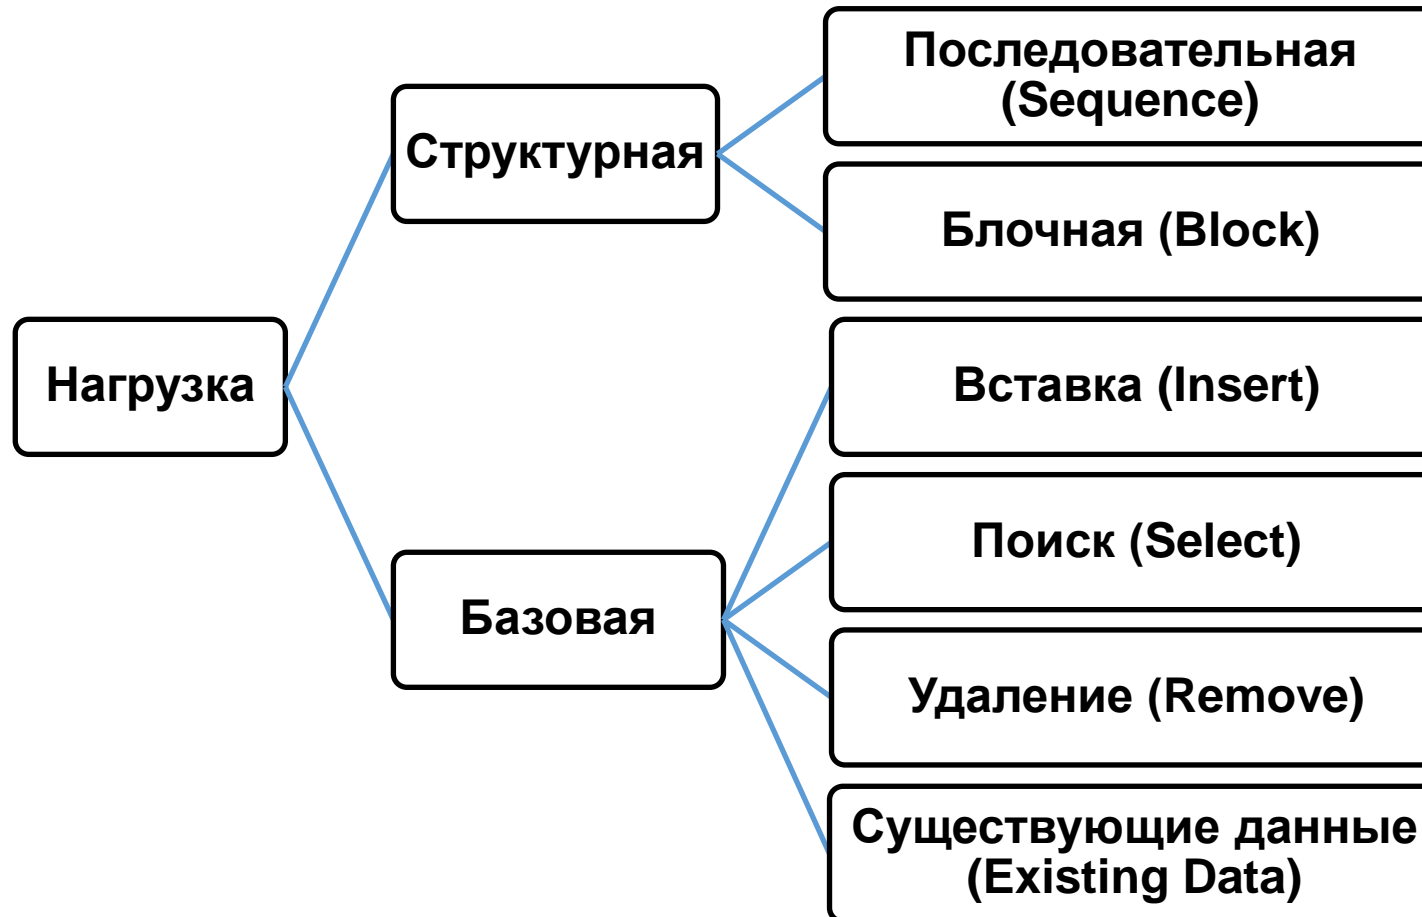 Последовательная
(Sequence)
Структурная
Блочная (Block)
Нагрузка
Вставка (Insert)
Поиск (Select)
Базовая
Удаление (Remove)
Существующие данные
(Existing Data)